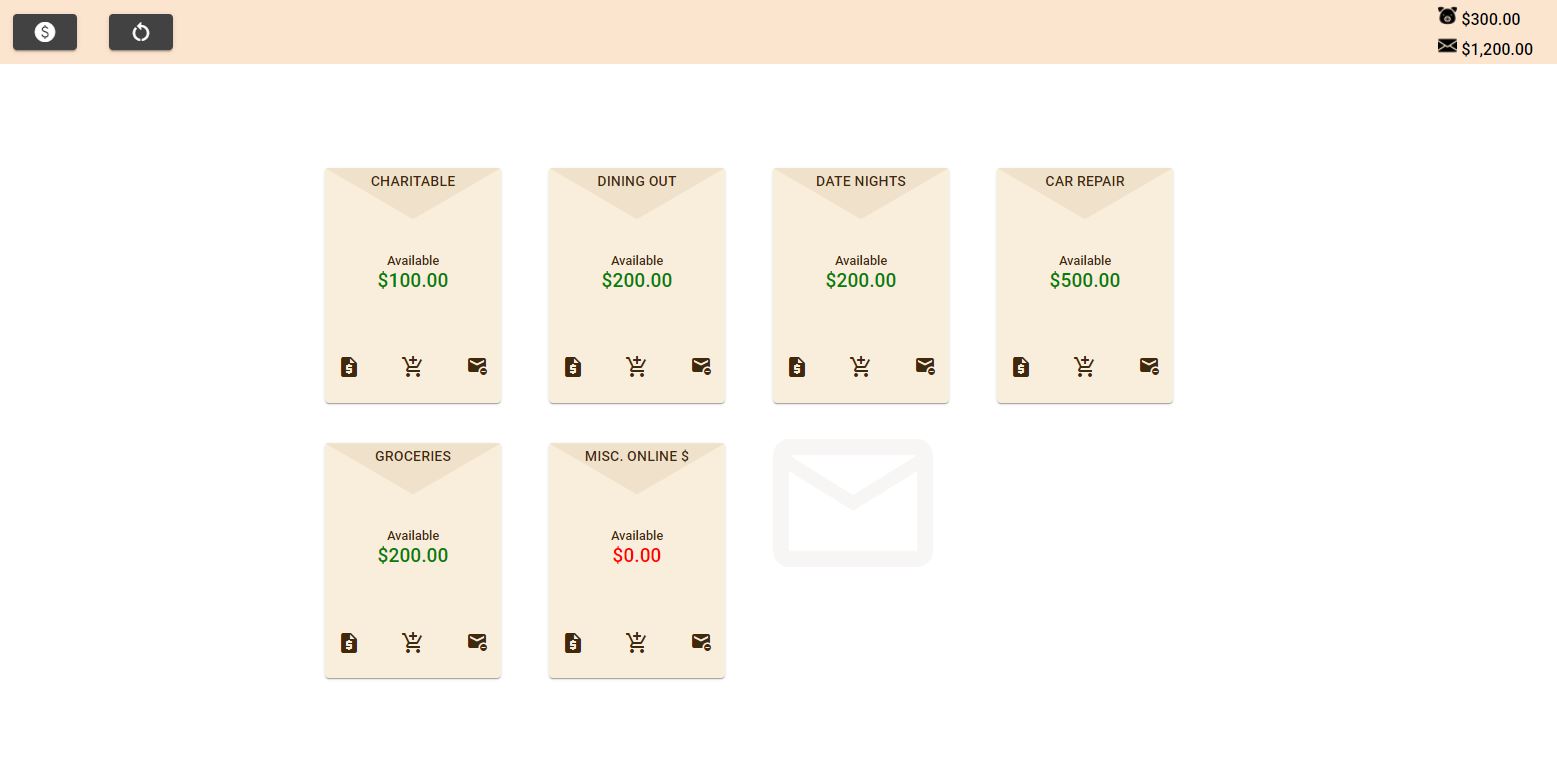 $300.00
$1,200.00
CHARITABLE
DINING OUT
DATE NIGHTS
CAR REPAIR
Available
Available
Available
Available
$100.00
$200.00
$200.00
$500.00
GROCERIES
MISC. ONLINE $
Available
Available
$200.00
$0.00